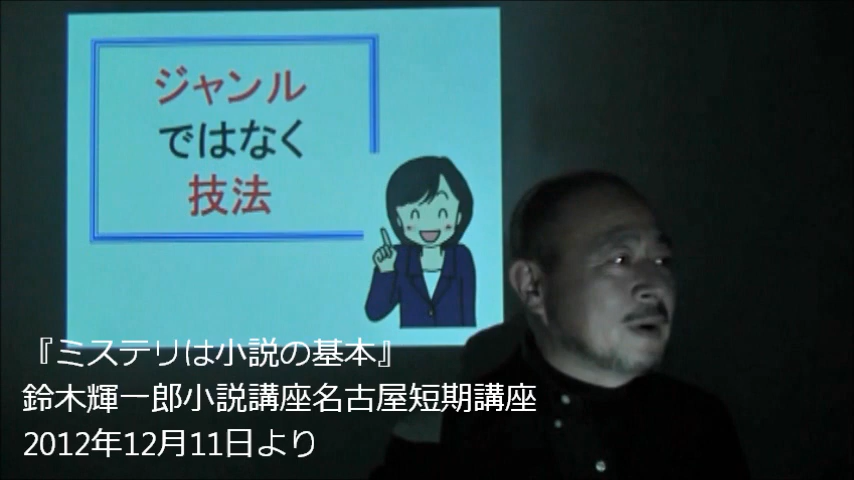 ジャンル
ではなく
技法
『ミステリは小説の基本』
鈴木輝一郎小説講座名古屋短期講座
2012年12月11日より